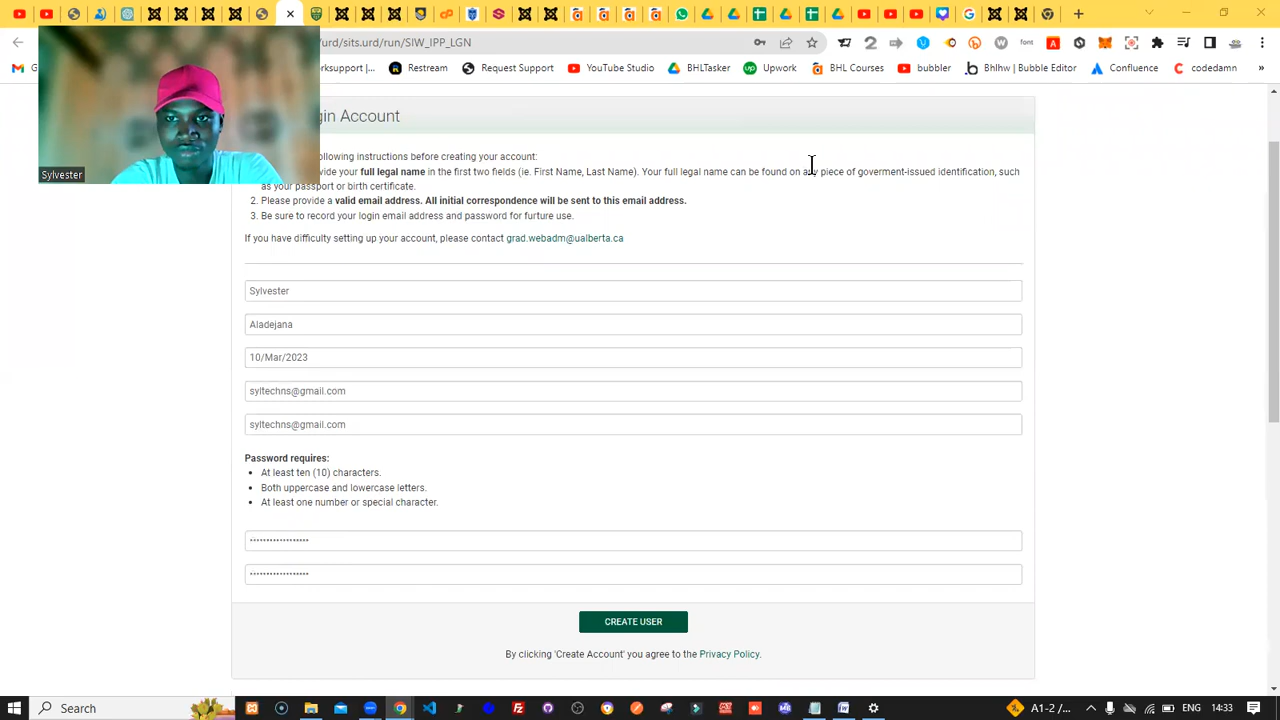 urd/sits.urd/run/SIW_IPP_LGN
font
G
rksupport|...
Restream
Request Support
YouTube Studio
BHLTasker
Upwork
BHL Courses
bubbler
Bhlhw | Bubble Editor
Confluence
codedamn
»
gin Account
ollowing instructions before creating your account:
vide your full legal name in the first two fields (ie. First Name, Last Name). Your full legal name can be found on any piece of goverment-issued identification, such
as your passport or birth certificate.
2. Please provide a valid email address. All initial correspondence will be sent to this email address.
3. Be sure to record your login email address and password for furture use.
If you have difficulty setting up your account, please contact grad.webadm@ualberta.ca
Sylvester
Sylvester
Aladejana
10/Mar/2023
syltechns@gmail.com
syltechns@gmail.com
Password requires:
• At least ten (10) characters.
• Both uppercase and lowercase letters.
• At least one number or special character.
CREATE USER
By clicking 'Create Account' you agree to the Privacy Policy.
Search
A1-2 /...
ENG
14:33